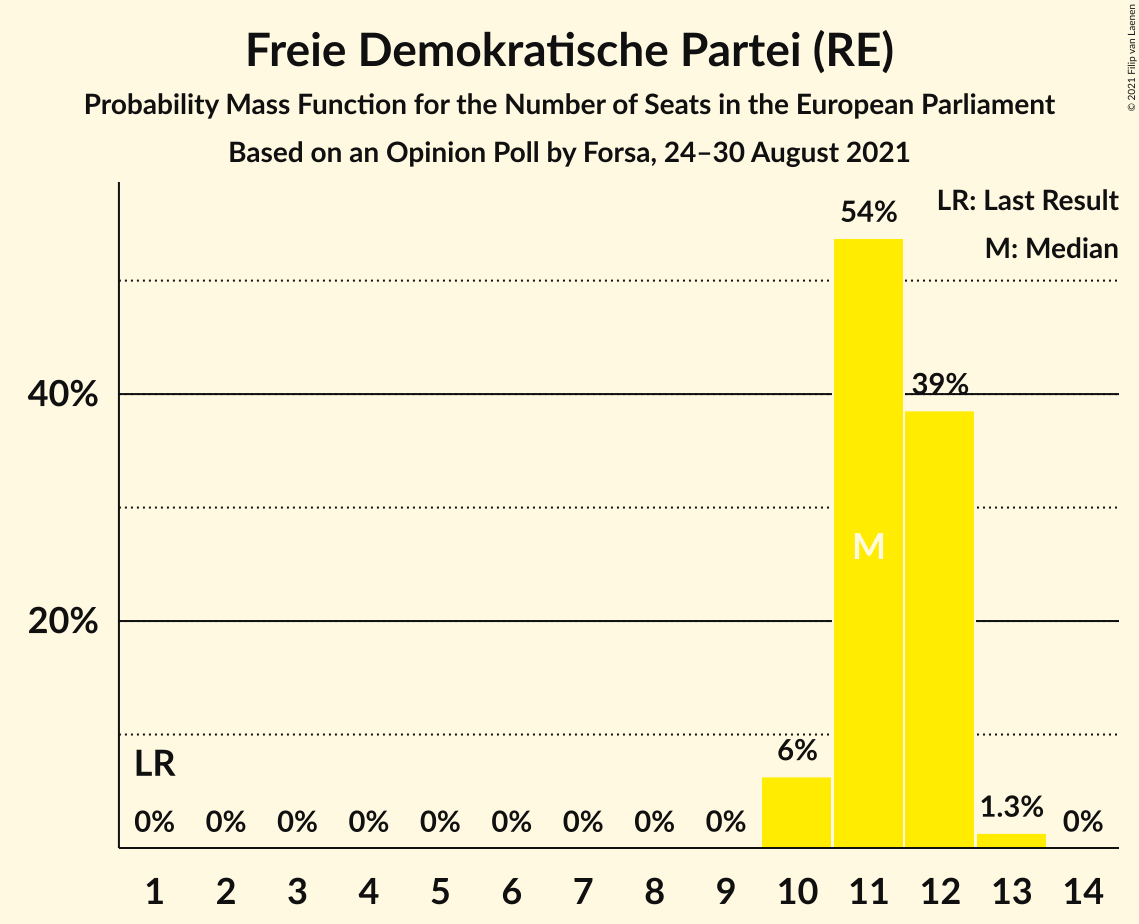 Freie Demokratische Partei (RE)
Probability Mass Function for the Number of Seats in the European Parliament
Based on an Opinion Poll by Forsa, 24–30 August 2021
© 2021 Filip van Laenen
LR: Last Result
M: Median
54%
39%
40%
M
20%
LR
6%
1.3%
0% 0% 0% 0% 0% 0% 0% 0% 0% 0%
1 2 3 4 5 6 7 8 9 10 11 12 13 14